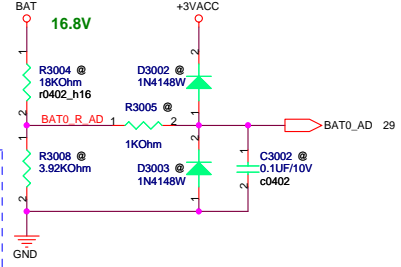 BAT
+3VACC
16.8V
1
2
R3004 @
18KOhm
r0402_h16
D3002 @
1N4148W
2
1
R3005 @
BAT0_R_AD
1
2
1KOhm
BAT0_AD
29
1
R3008 @
3.92KOhm
2
2
D3003 @
1N4148W
1
1
C3002 @
0.1UF/10V
c0402
2
GND